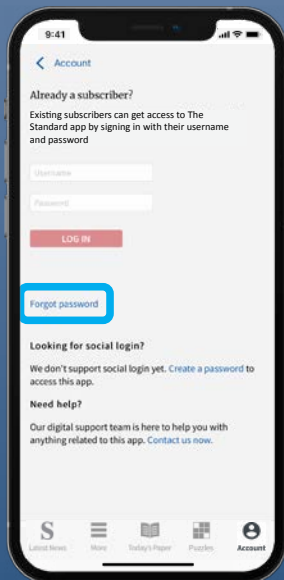 9:41
Account
Already a subscriber?
Existing subscribers can get access to The
Standard app by signing in with their username
and password
Username
Password
LOG IN
Forgot password
Looking for social login?
We don't support social login yet. Create a password to
access this app.
Need help?
Our digital support team is here to help you with
anything related to this app. Contact us now.
S
Latest News More Today's Paper Puzzles Account